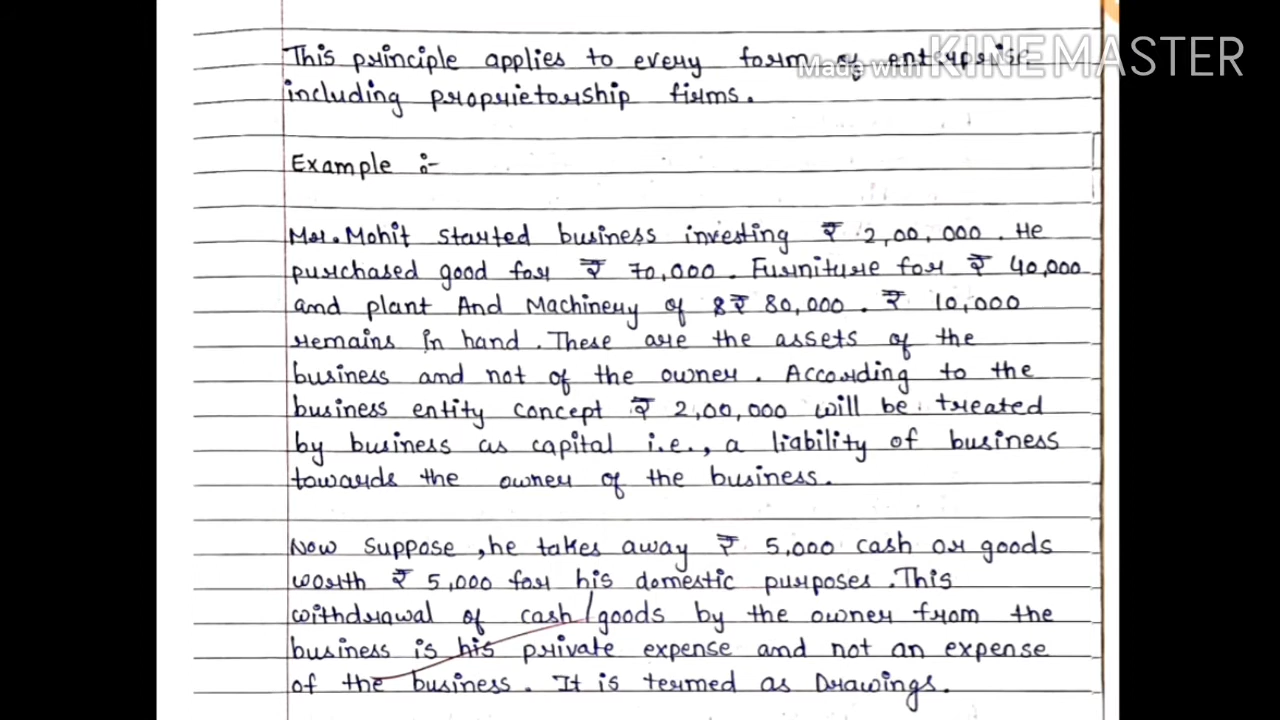 This principle applies to every form of enterprise
Made with KINEMASTER
including proprietorship firms.
Example :-
Mr. Mohit started business investing ₹ 2,00,000. He
purchased good for ₹ 70,000. Furniture for ₹ 40,000
and plant And Machinery of 8₹ 80,000. ₹ 10,000
remains in hand. These are the assets of the
business and not of the owner. According to the
business entity concept ₹ 2,00,000 will be treated
by business as capital i.e., a liability of business
towards the owner of the business.
Now suppose, he takes away ₹ 5,000 cash or goods
worth ₹ 5,000 for his domestic purposes. This
withdrawal of cash/goods by the owner from the
business is his private expense and not an expense
of the business. It is termed as Drawings.